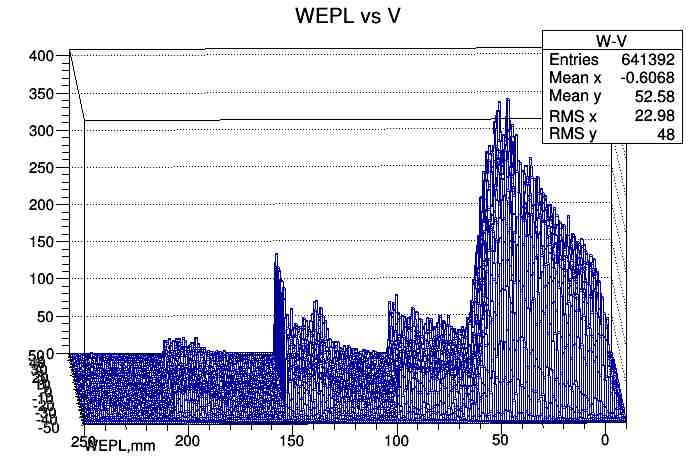 WEPL vs V
W-V
Entries 641392
Mean x -0.6068
Mean y 52.58
RMS x 22.98
RMS y 48
400
350
300
250
200
150
100
50
0
50
-50
250 200 150 100 50 0
WEPL,mm